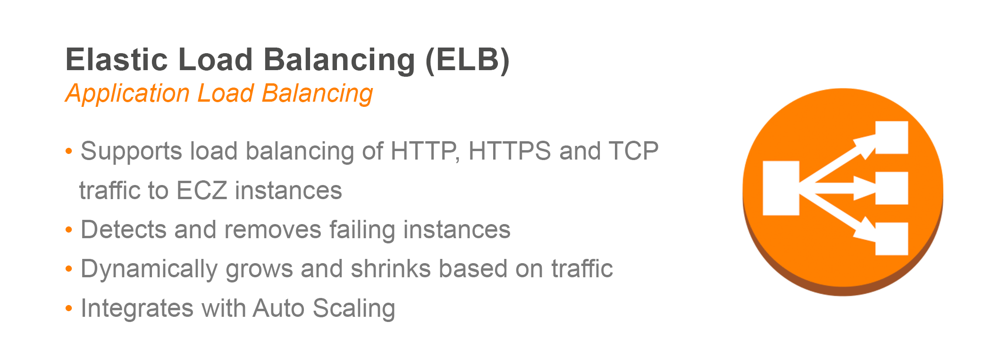 Elastic Load Balancing (ELB)
Application Load Balancing
• Supports load balancing of HTTP, HTTPS and TCP
traffic to ECZ instances
• Detects and removes failing instances
• Dynamically grows and shrinks based on traffic
• Integrates with Auto Scaling